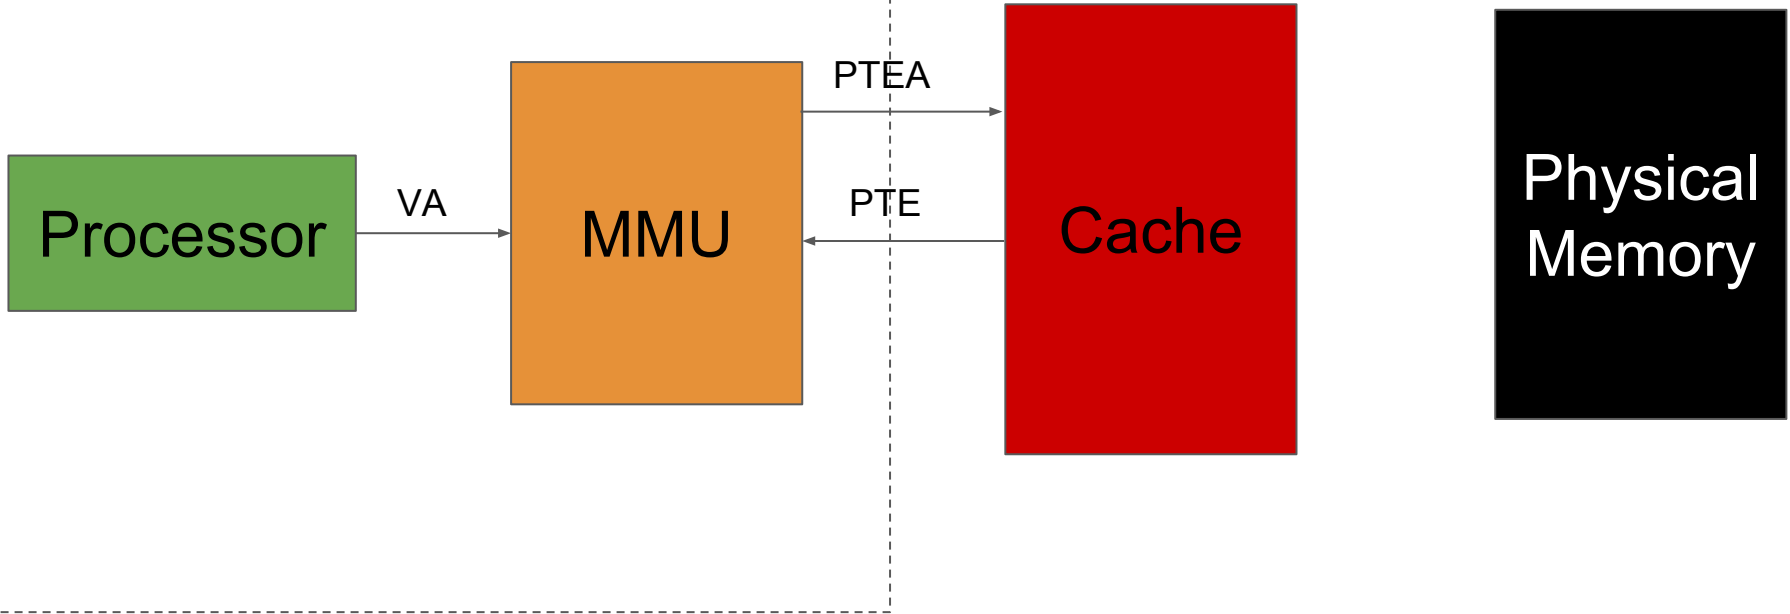 PTEA
VA
PTE
Processor
MMU
Cache
Physical
Memory